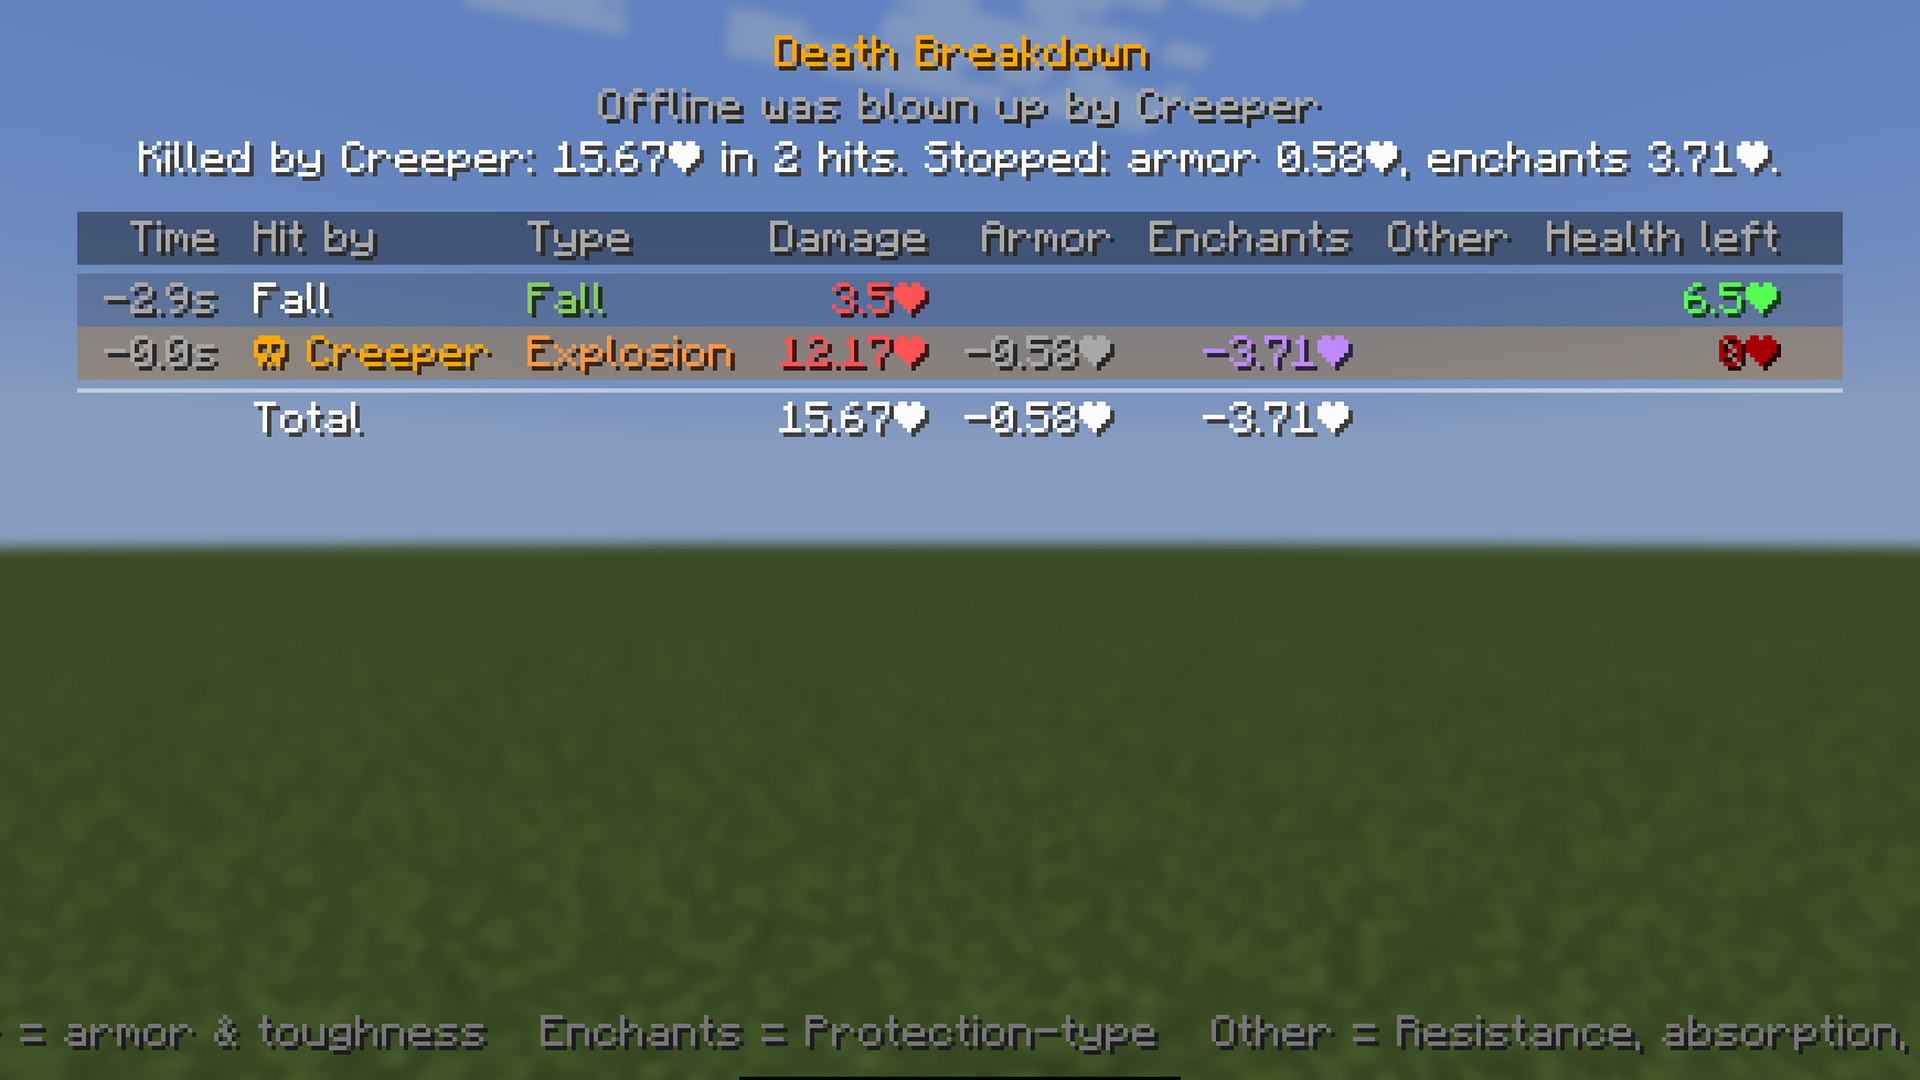 Death Breakdown
Offline was blown up by Creeper
Killed by Creeper: 15.67♥ in 2 hits. Stopped: armor 0.58♥, enchants 3.71♥.
Time Hit by Type Damage Armor Enchants Other Health left
-2.9s Fall Fall 3.5♥ 6.5♥
-0.0s ☠ Creeper Explosion 12.17♥ -0.58♥ -3.71♥ 0♥
Total 15.67♥ -0.58♥ -3.71♥
= armor & toughness Enchants = Protection-type Other = Resistance, absorption,